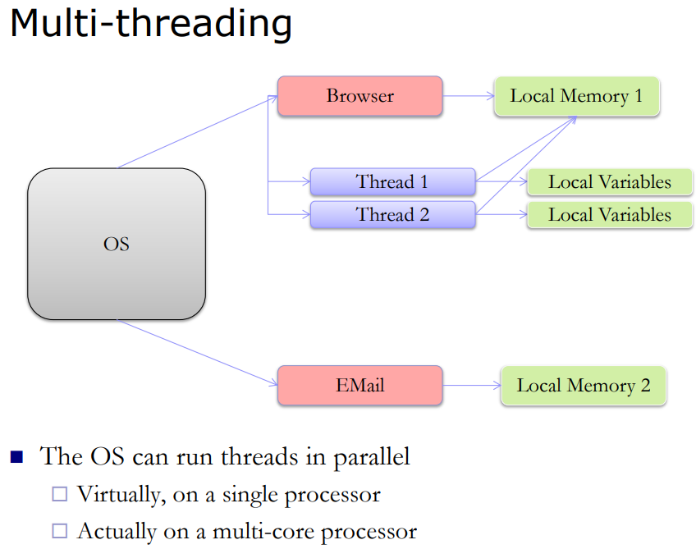 Multi-threading
Browser
Local Memory 1
Thread 1
Local Variables
Thread 2
Local Variables
OS
EMail
Local Memory 2
The OS can run threads in parallel
Virtually, on a single processor
Actually on a multi-core processor